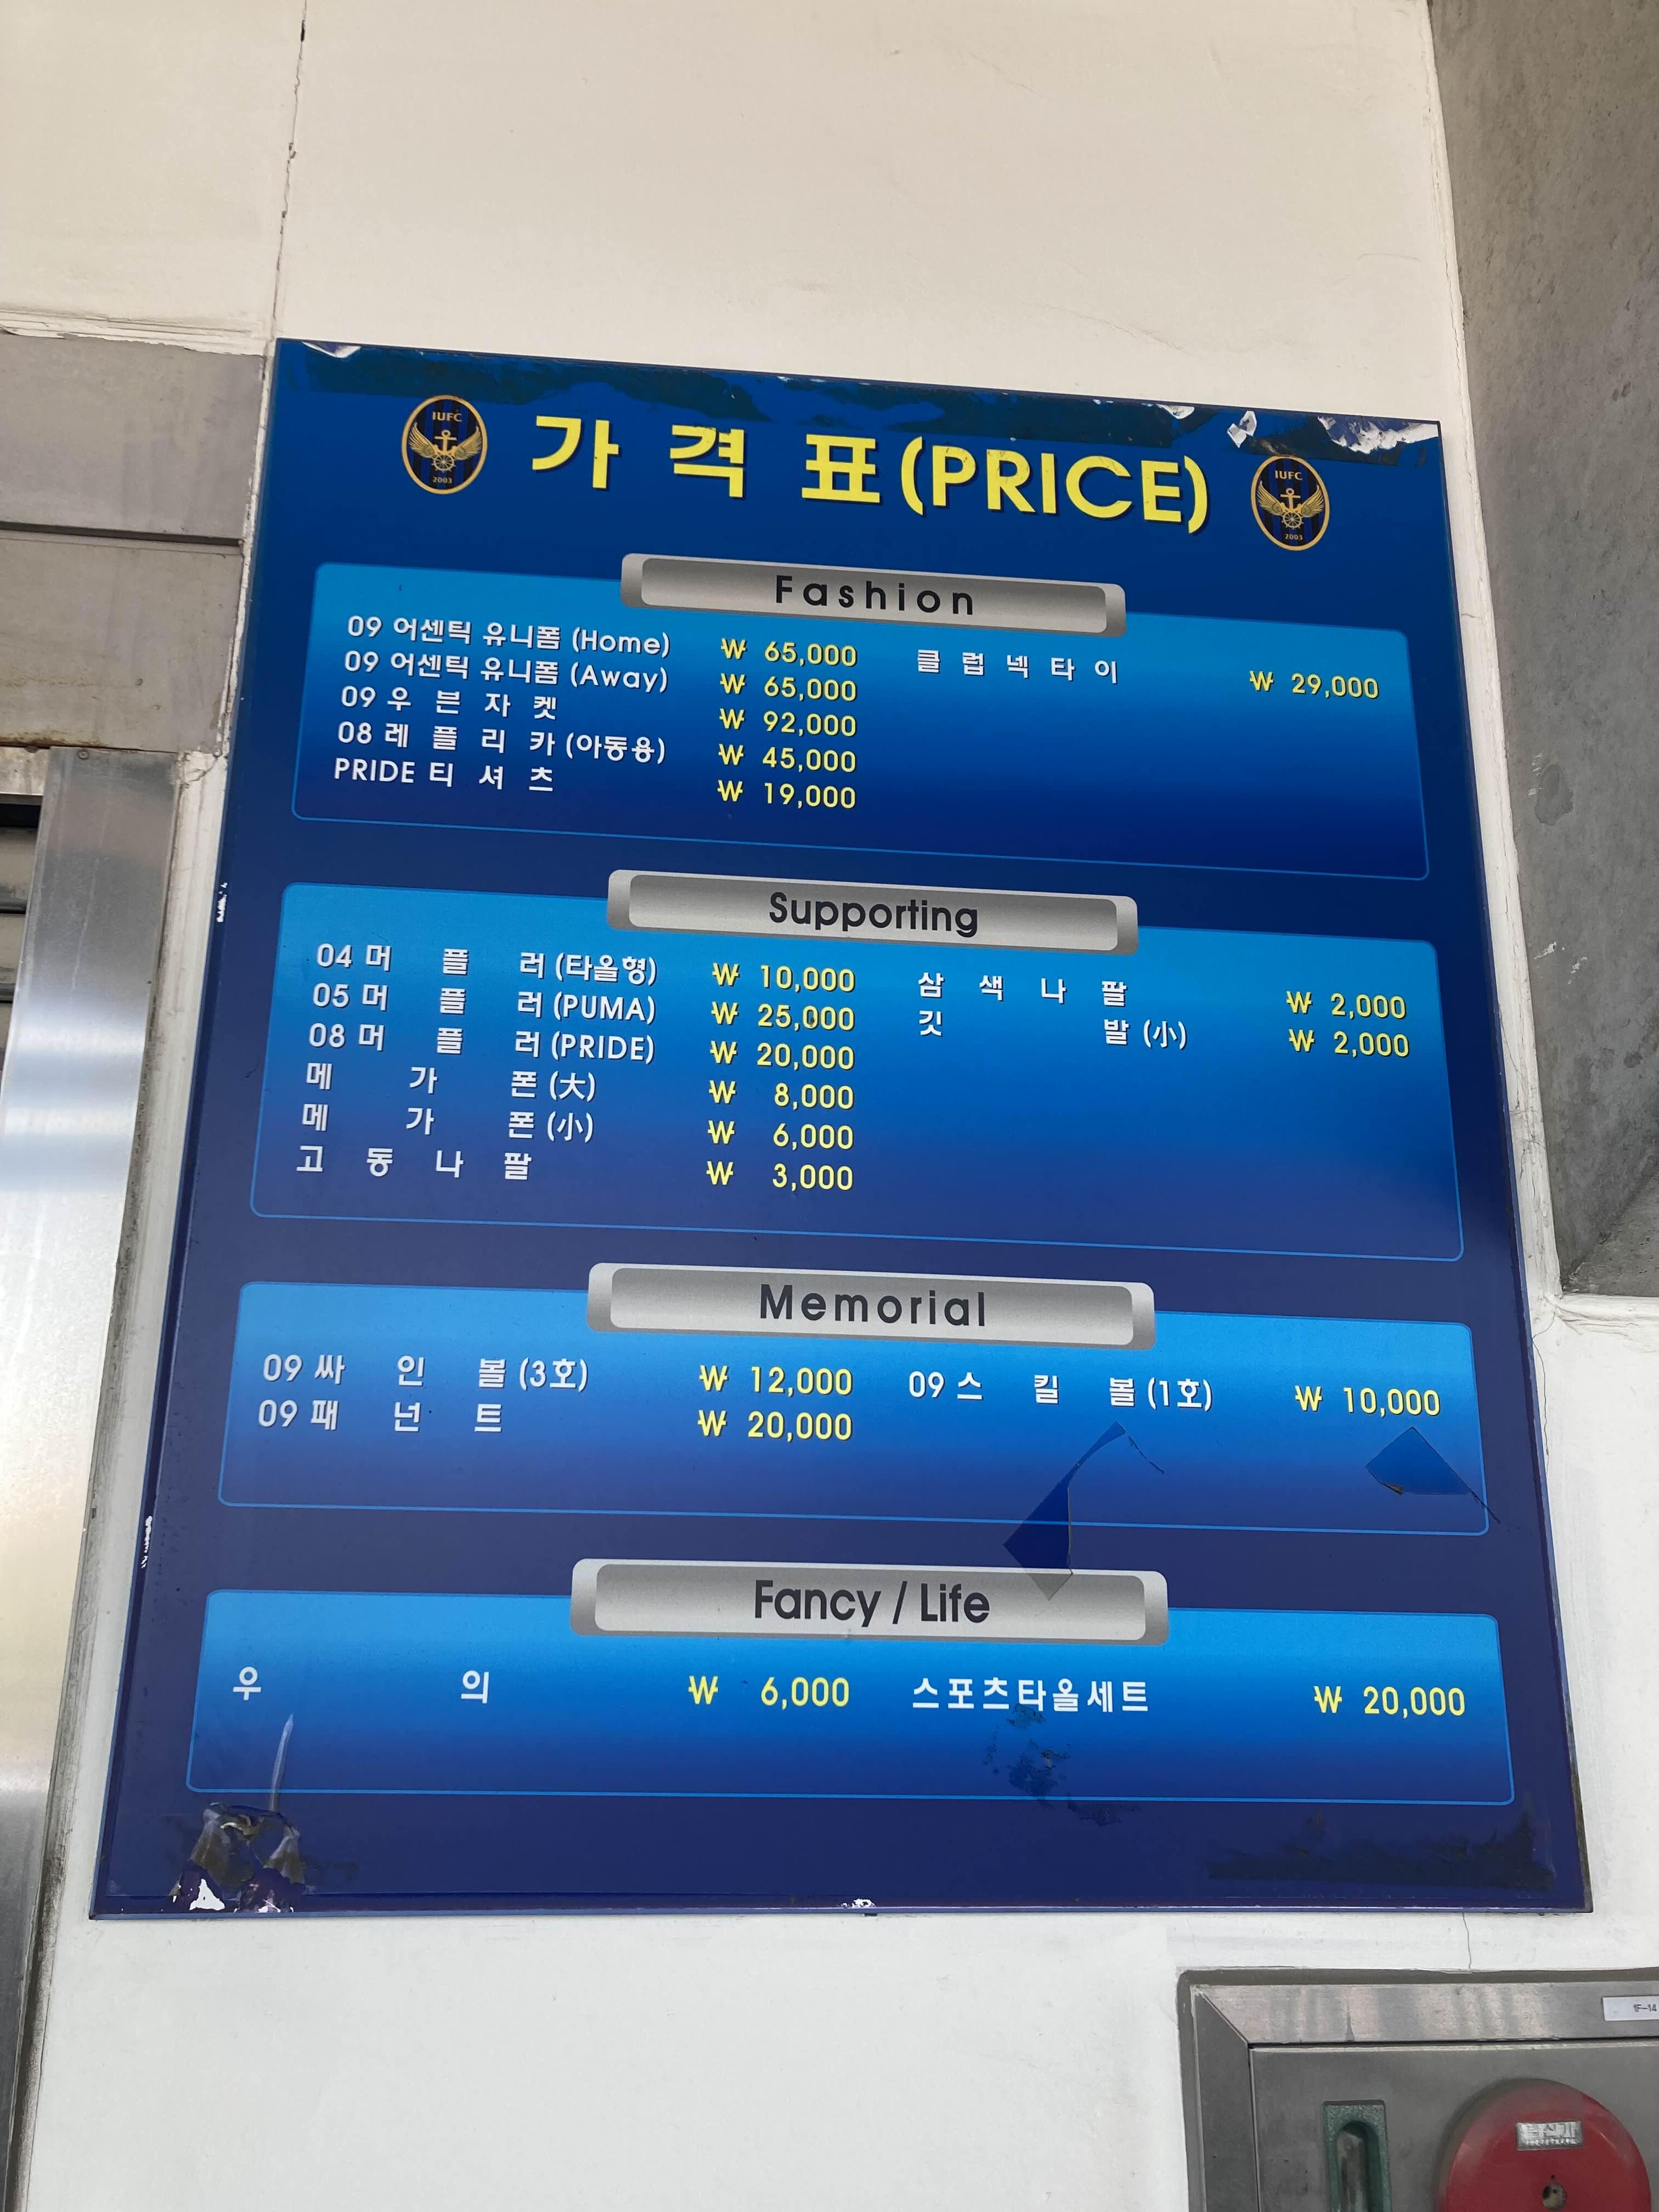 IUFC
2003
가격표(PRICE)
IUFC
2003
Fashion
09 어센틱 유니폼 (Home) ₩ 65,000
09 어센틱 유니폼 (Away) ₩ 65,000
09 우븐자켓 ₩ 92,000
08 레플리카 (아동용) ₩ 45,000
PRIDE 티셔츠 ₩ 19,000
클럽넥타이 ₩ 29,000
Supporting
04 머플러 (타올형) ₩ 10,000
05 머플러 (PUMA) ₩ 25,000
08 머플러 (PRIDE) ₩ 20,000
메가폰 (大) ₩ 8,000
메가폰 (小) ₩ 6,000
고동나팔 ₩ 3,000
삼색나팔 ₩ 2,000
깃발 (小) ₩ 2,000
Memorial
09 싸인볼 (3호) ₩ 12,000
09 패넌트 ₩ 20,000
09 스킬볼 (1호) ₩ 10,000
Fancy / Life
우의 ₩ 6,000
스포츠타올세트 ₩ 20,000
1F-14